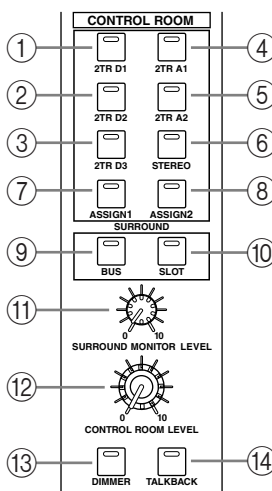 CONTROL ROOM
1 4
2TR D1 2TR A1
2 5
2TR D2 2TR A2
3 6
2TR D3 STEREO
7 8
ASSIGN1 ASSIGN2
SURROUND
9 10
BUS SLOT
11
0 10
SURROUND MONITOR LEVEL
12
0 10
CONTROL ROOM LEVEL
13 14
DIMMER TALKBACK